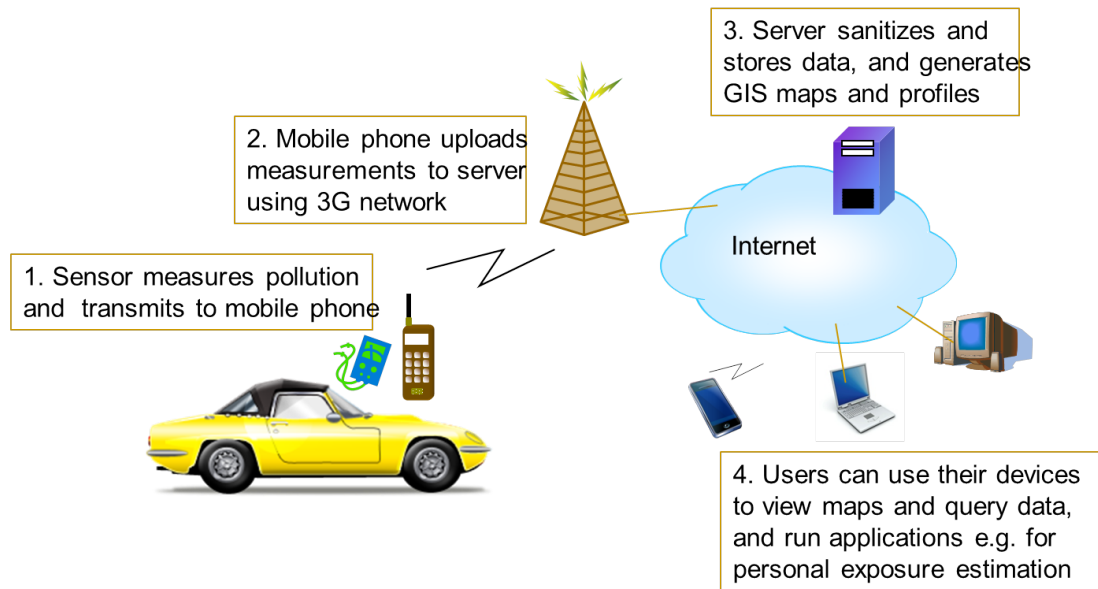 1. Sensor measures pollution
and transmits to mobile phone
2. Mobile phone uploads
measurements to server
using 3G network
3. Server sanitizes and
stores data, and generates
GIS maps and profiles
Internet
4. Users can use their devices
to view maps and query data,
and run applications e.g. for
personal exposure estimation